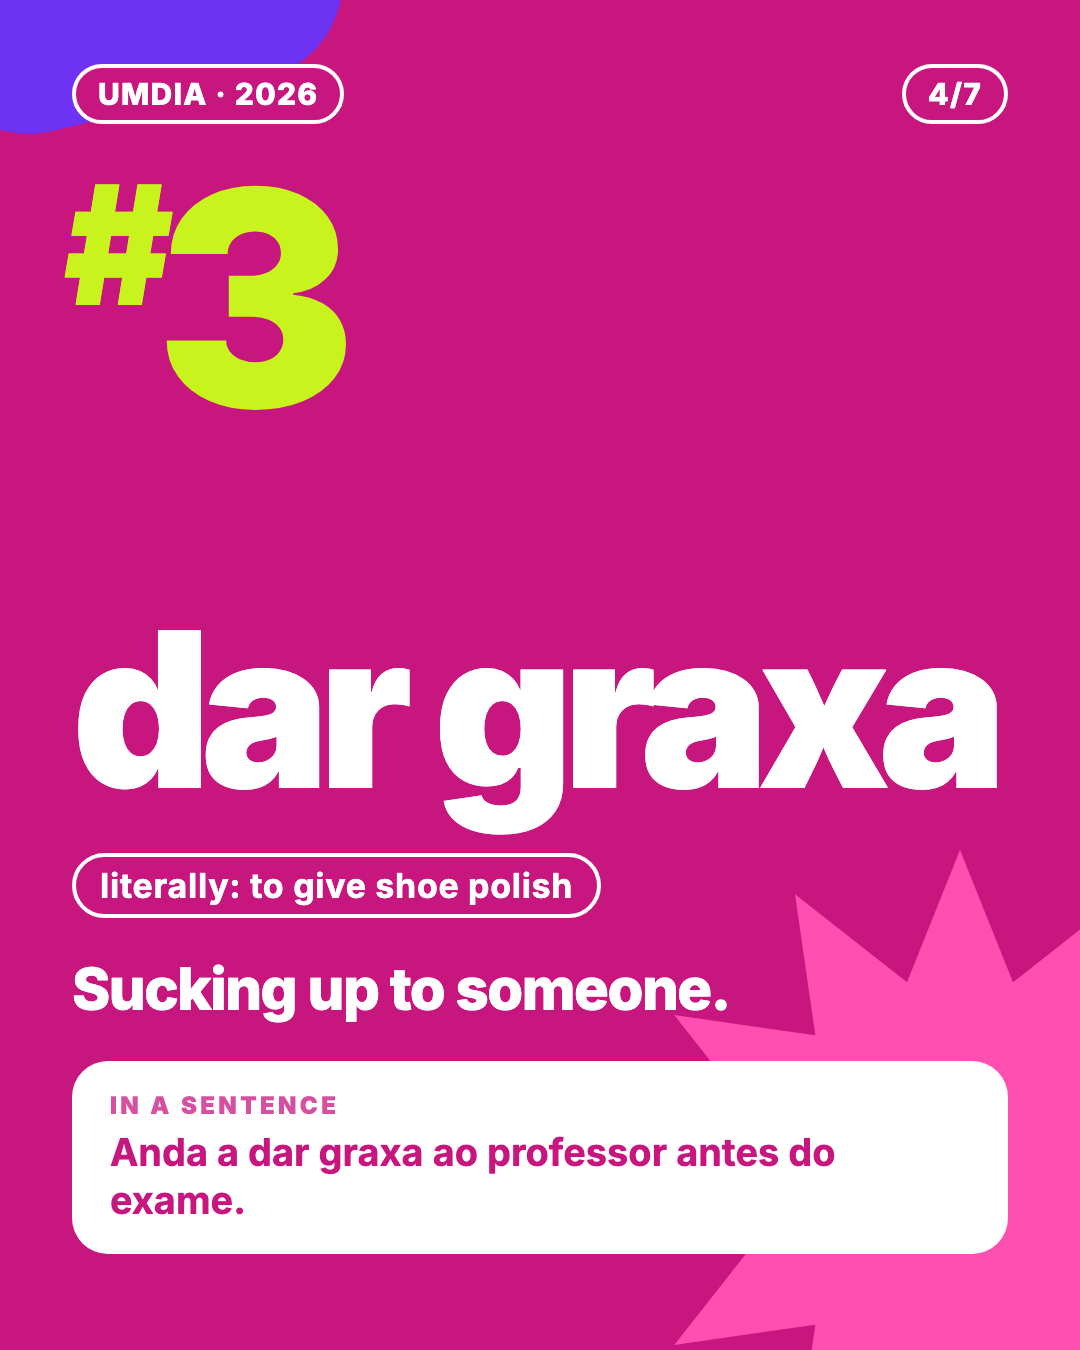 UMDIA · 2026
4/7
#3
dar graxa
literally: to give shoe polish
Sucking up to someone.
IN A SENTENCE
Anda a dar graxa ao professor antes do
exame.